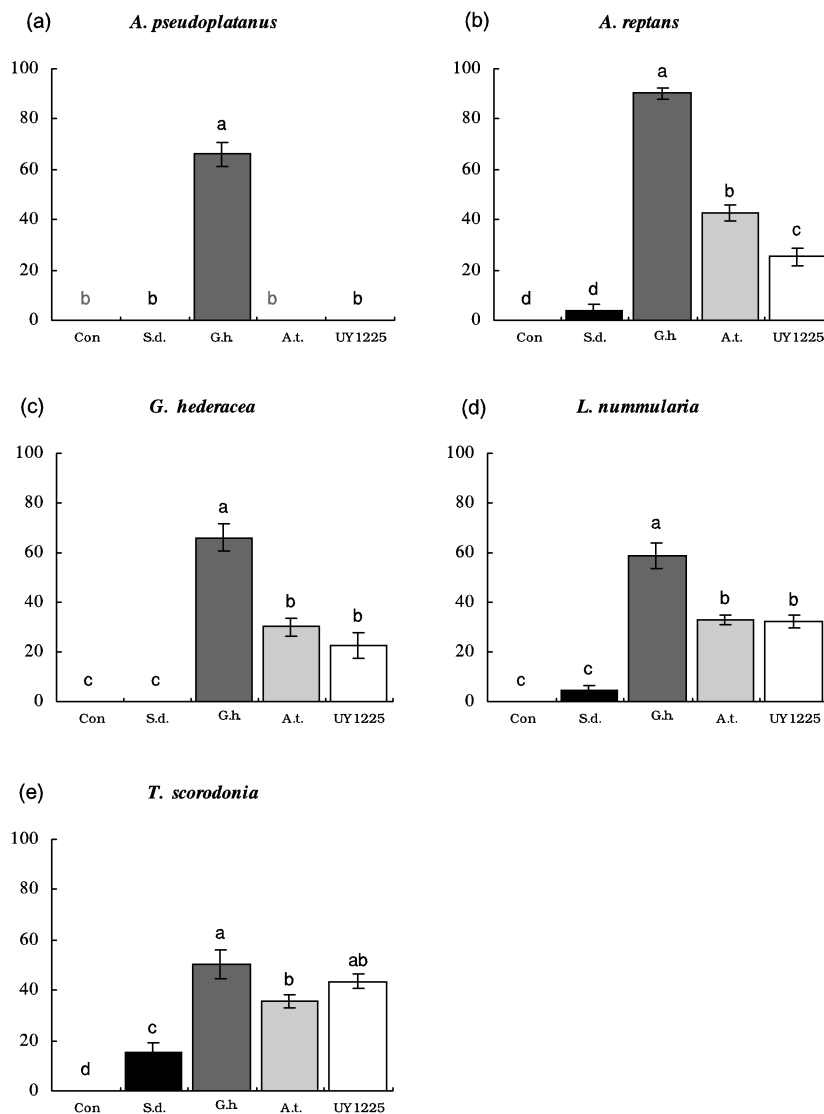 (a) A. pseudoplatanus
100
80
60
40
20
0
b b a b b
Con S.d. G.h. A.t. UY1225
(b) A. reptans
100
80
60
40
20
0
d d a b c
Con S.d. G.h. A.t. UY1225
(c) G. hederacea
100
80
60
40
20
0
c c a b b
Con S.d. G.h. A.t. UY1225
(d) L. nummularia
100
80
60
40
20
0
c c a b b
Con S.d. G.h. A.t. UY1225
(e) T. scorodonia
100
80
60
40
20
0
d c a b ab
Con S.d. G.h. A.t. UY1225